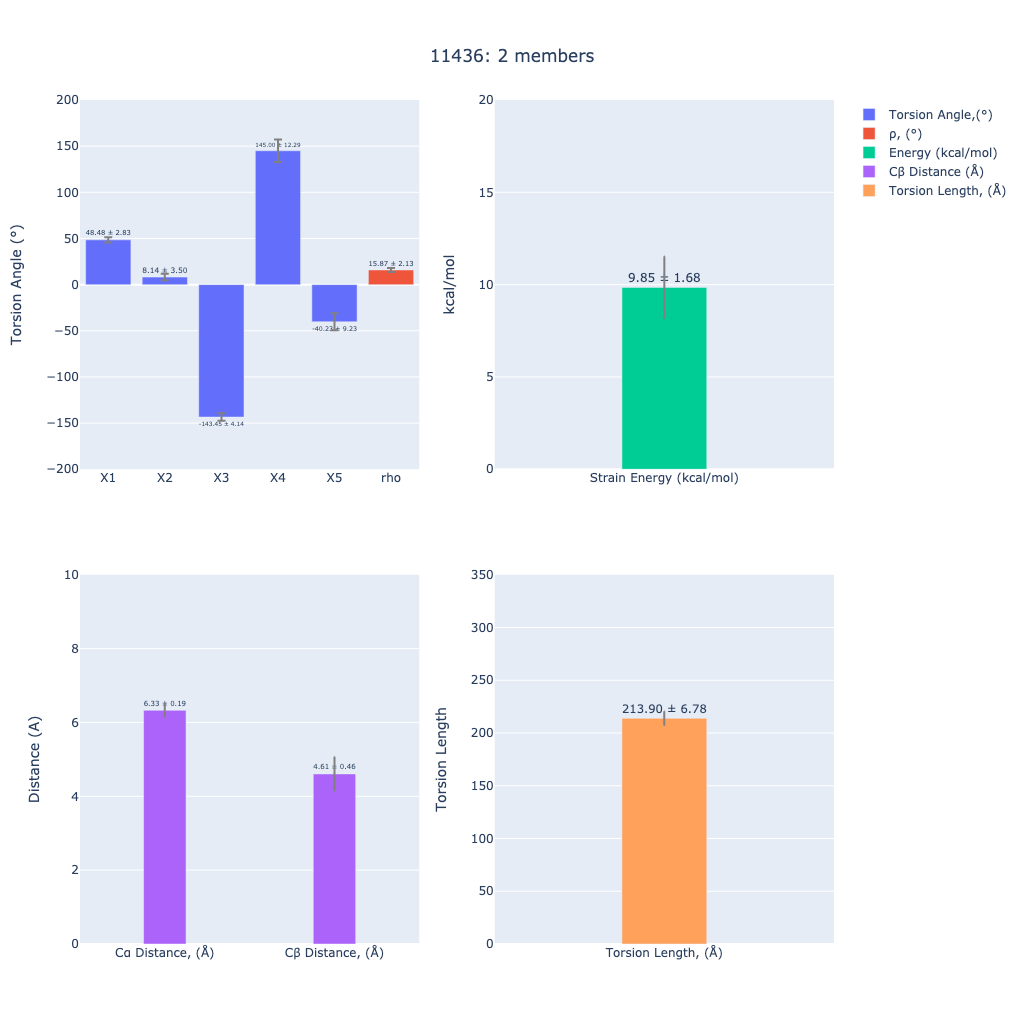 11436: 2 members
Torsion Angle (°)
200
150
100
50
0
−50
−100
−150
−200
48.48 ± 2.83
8.14 ± 3.50
-143.45 ± 4.14
145.00 ± 12.29
-40.23 ± 9.23
15.87 ± 2.13
X1
X2
X3
X4
X5
rho
kcal/mol
20
15
10
5
0
9.85 ± 1.68
Strain Energy (kcal/mol)
Torsion Angle,(°)
ρ, (°)
Energy (kcal/mol)
Cβ Distance (Å)
Torsion Length, (Å)
Distance (A)
10
8
6
4
2
0
6.33 ± 0.19
4.61 ± 0.46
Cα Distance, (Å)
Cβ Distance, (Å)
Torsion Length
350
300
250
200
150
100
50
0
213.90 ± 6.78
Torsion Length, (Å)